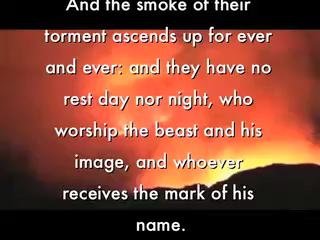 And the smoke of their
torment ascends up for ever
and ever: and they have no
rest day nor night, who
worship the beast and his
image, and whoever
receives the mark of his
name.